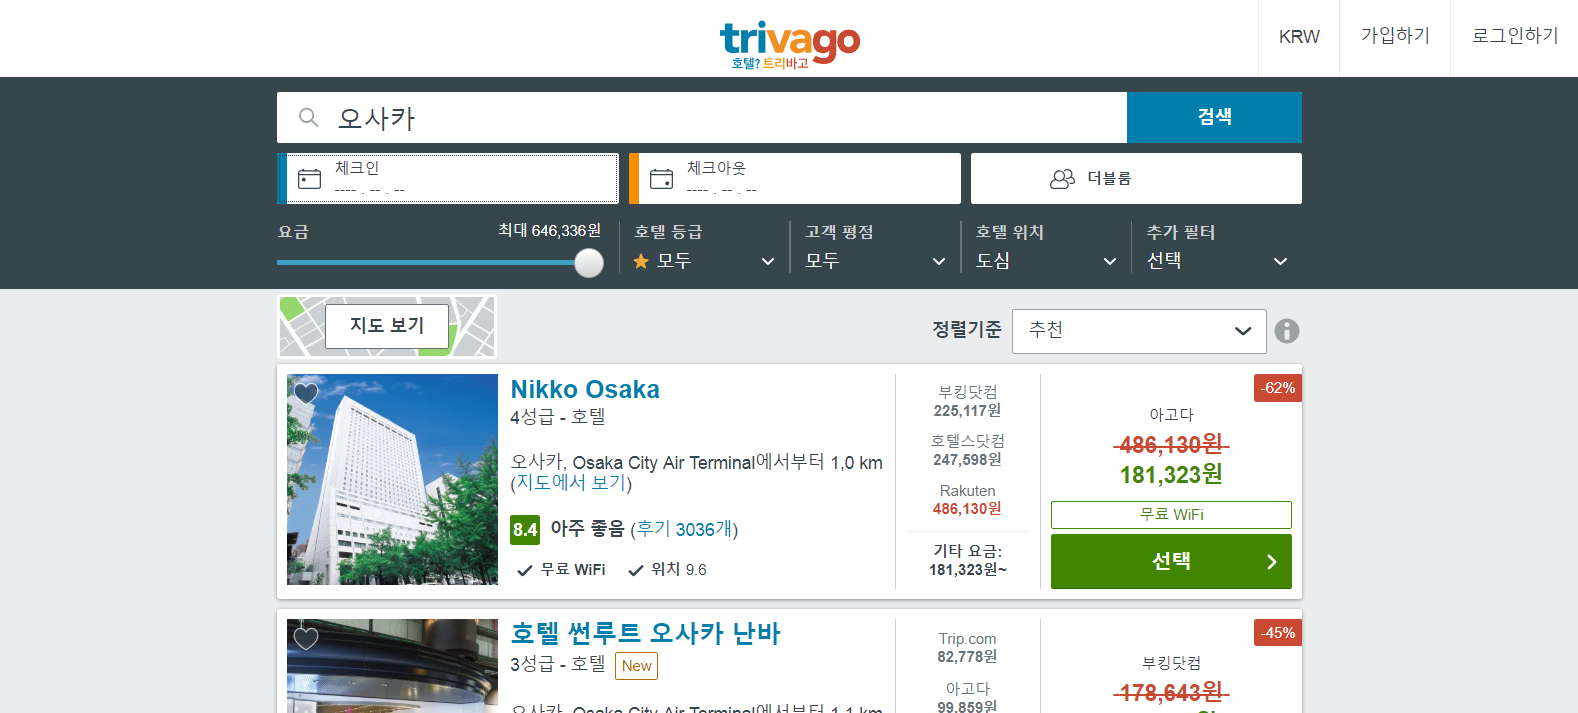 trivago
호텔? 트리바고
KRW
가입하기
로그인하기
오사카
검색
체크인
---- . -- . --
체크아웃
---- . -- . --
더블룸
요금
최대 646,336원
호텔 등급
모두
고객 평점
모두
호텔 위치
도심
추가 필터
선택
지도 보기
정렬기준
추천
Nikko Osaka
4성급 - 호텔
오사카, Osaka City Air Terminal에서부터 1,0 km
(지도에서 보기)
8.4 아주 좋음 (후기 3036개)
무료 WiFi 위치 9.6
부킹닷컴
225,117원
호텔스닷컴
247,598원
Rakuten
486,130원
기타 요금:
181,323원~
-62%
아고다
486,130원
181,323원
무료 WiFi
선택
호텔 썬루트 오사카 난바
3성급 - 호텔 New
오사카, Osaka City Air Terminal에서부터 1,1 km
Trip.com
82,778원
아고다
99,859원
-45%
부킹닷컴
178,643원